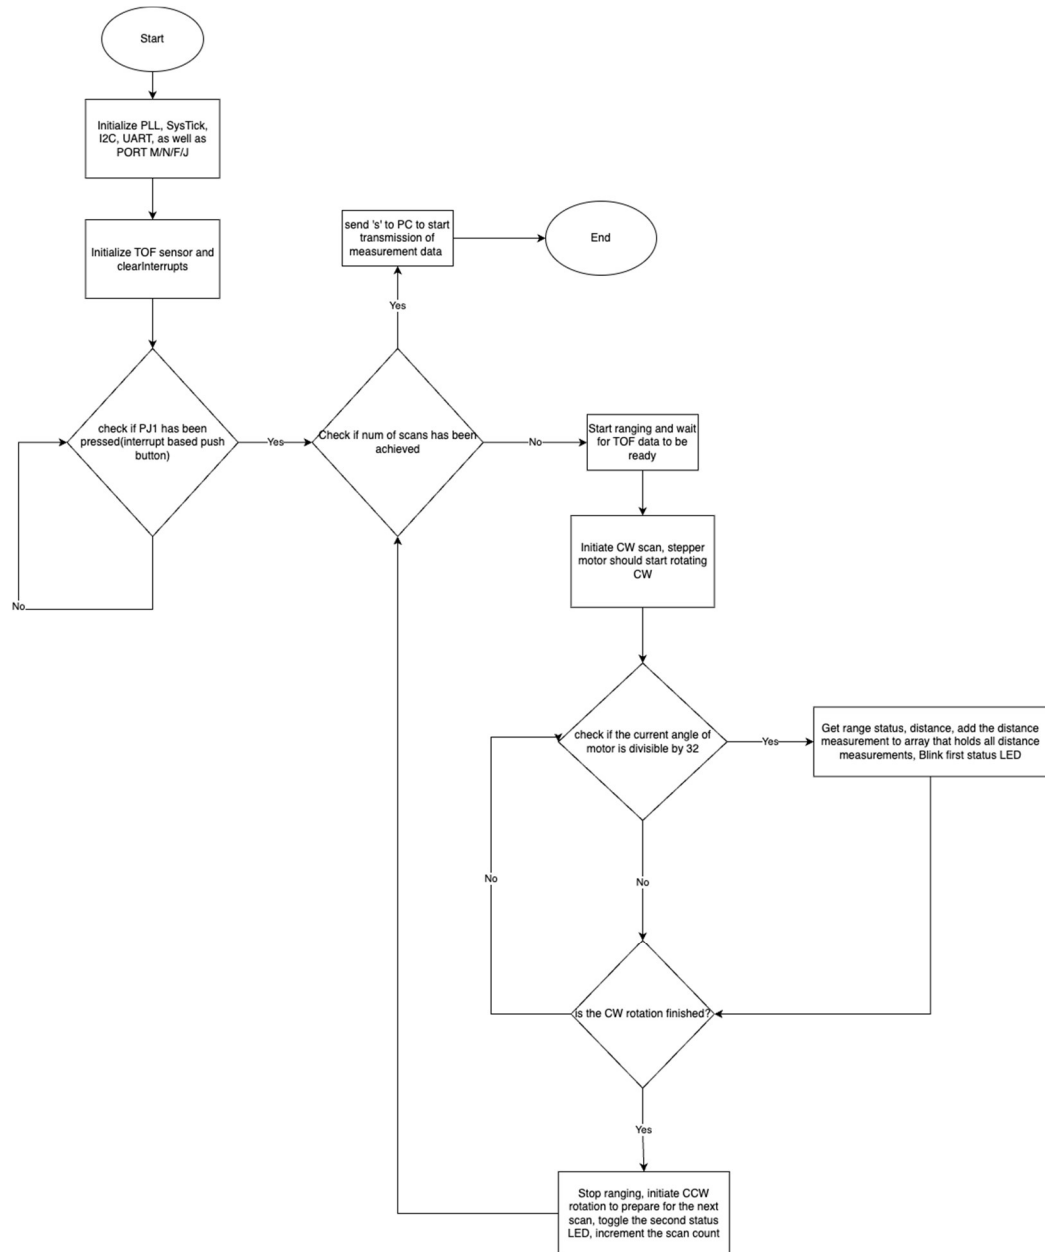 Start
Initialize PLL, SysTick,
I2C, UART, as well as
PORT M/N/F/J
Initialize TOF sensor and
clearInterrupts
check if PJ1 has been
pressed(interrupt based push
button)
No
Yes
send 's' to PC to start
transmission of
measurement data
End
Yes
Check if num of scans has been
achieved
No
Start ranging and wait
for TOF data to be
ready
Initiate CW scan, stepper
motor should start rotating
CW
check if the current angle of
motor is divisible by 32
Yes
Get range status, distance, add the distance
measurement to array that holds all distance
measurements, Blink first status LED
No
No
is the CW rotation finished?
Yes
Stop ranging, initiate CCW
rotation to prepare for the next
scan, toggle the second status
LED, increment the scan count